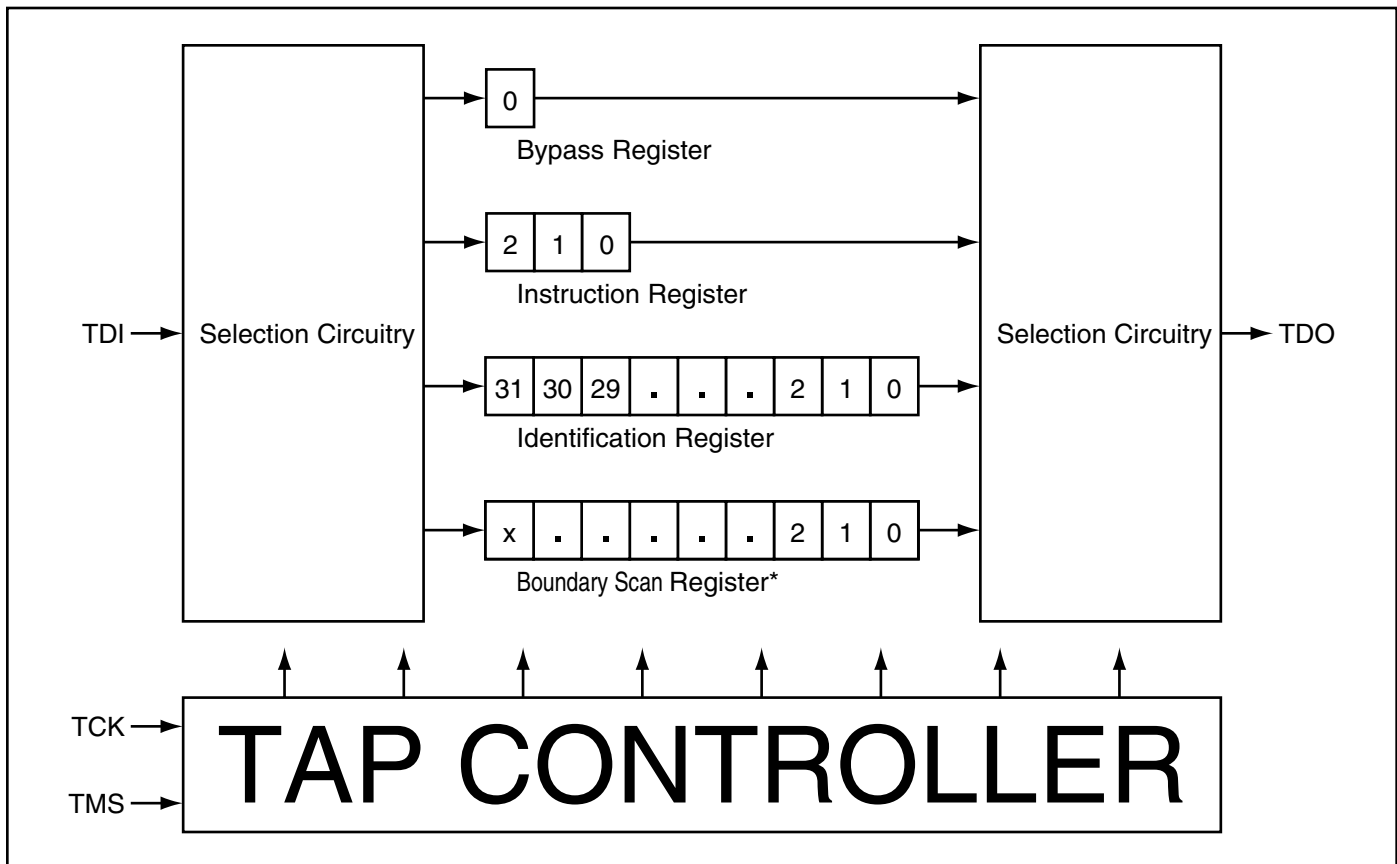 0
Bypass Register
2 1 0
Instruction Register
TDI
Selection Circuitry
Selection Circuitry
TDO
31 30 29 . . . 2 1 0
Identification Register
x . . . . . 2 1 0
Boundary Scan Register*
TCK
TMS
TAP CONTROLLER